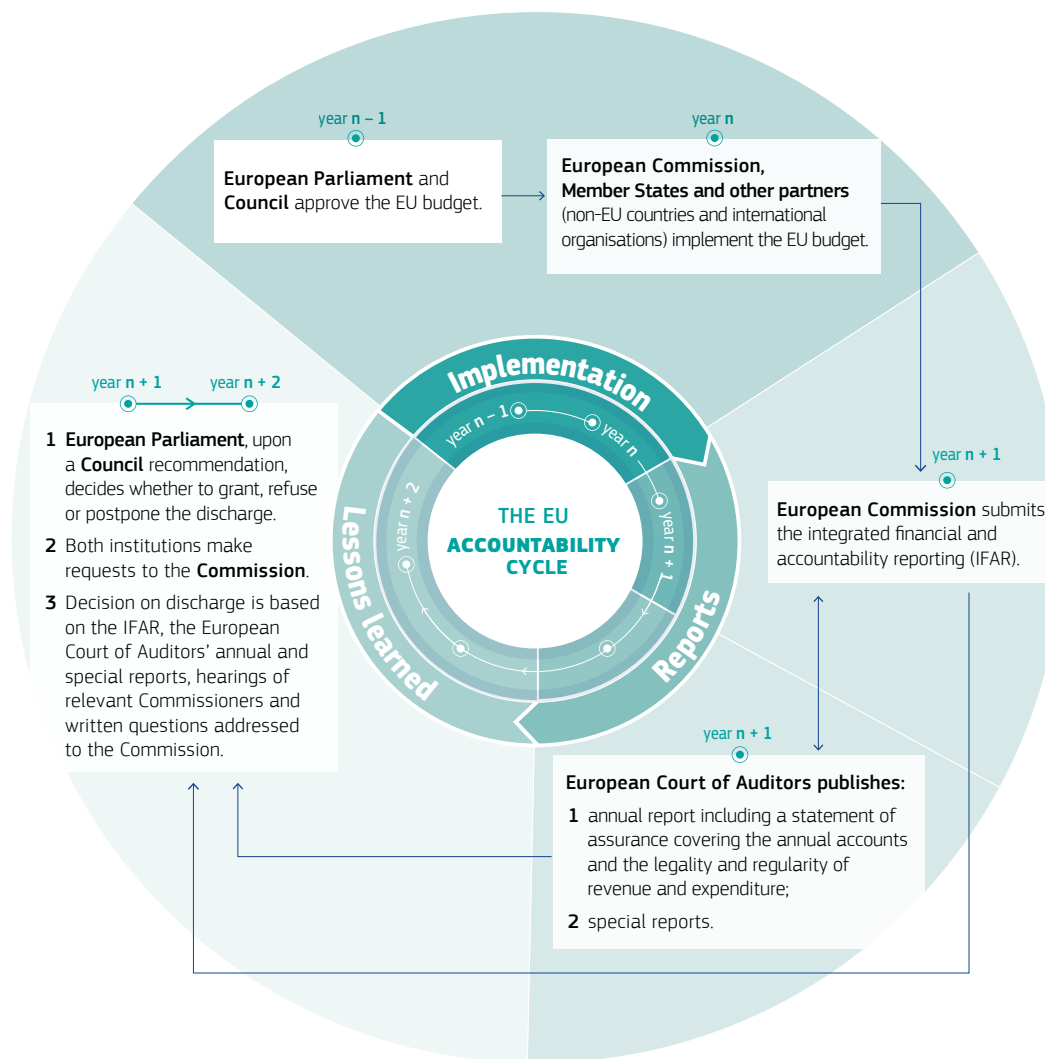 year n – 1
European Parliament and
Council approve the EU budget.
year n
European Commission,
Member States and other partners
(non-EU countries and international
organisations) implement the EU budget.
year n + 1
European Commission submits
the integrated financial and
accountability reporting (IFAR).
year n + 1
European Court of Auditors publishes:
1 annual report including a statement of
assurance covering the annual accounts
and the legality and regularity of
revenue and expenditure;
2 special reports.
year n + 1
year n + 2
1 European Parliament, upon
a Council recommendation,
decides whether to grant, refuse
or postpone the discharge.
2 Both institutions make
requests to the Commission.
3 Decision on discharge is based
on the IFAR, the European
Court of Auditors’ annual and
special reports, hearings of
relevant Commissioners and
written questions addressed
to the Commission.
Implementation
Reports
Lessons learned
year n – 1
year n
year n + 1
year n + 2
THE EU
ACCOUNTABILITY
CYCLE